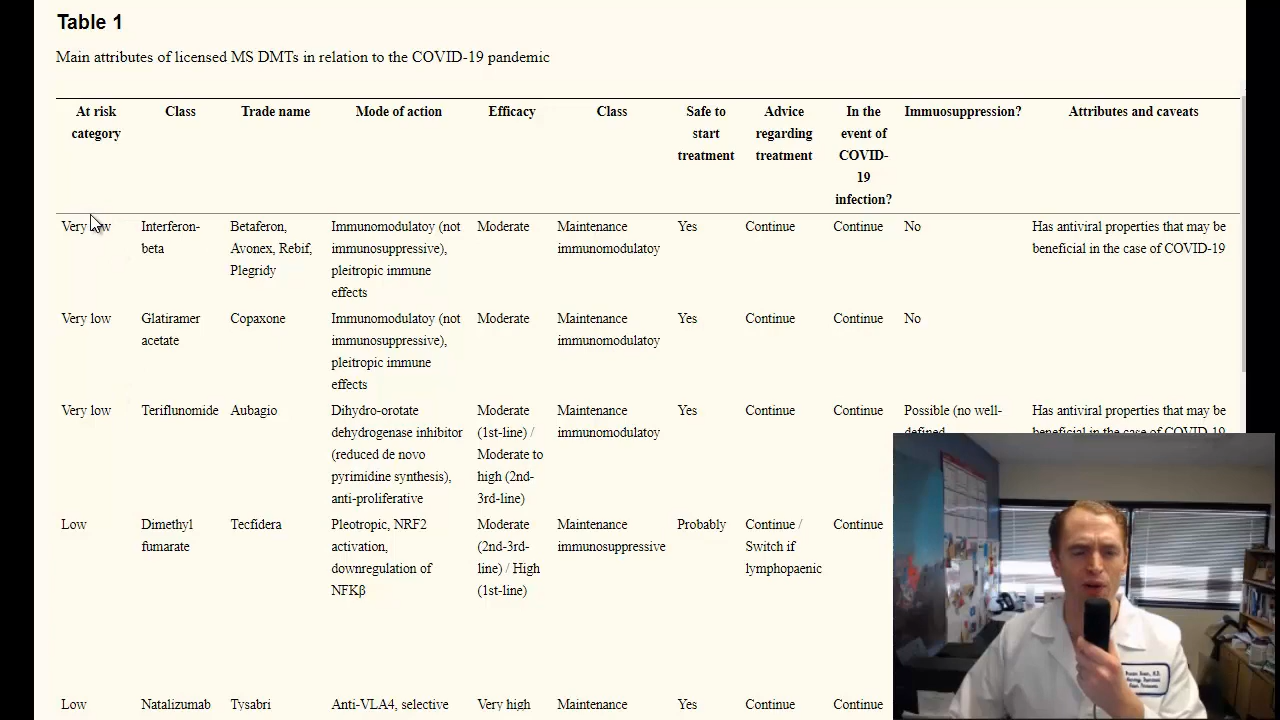 Table 1
Main attributes of licensed MS DMTs in relation to the COVID-19 pandemic
At risk category Class Trade name Mode of action Efficacy Class Safe to start treatment Advice regarding treatment In the event of COVID-19 infection? Immuosuppression? Attributes and caveats
Very low Interferon-beta Betaferon, Avonex, Rebif, Plegridy Immunomodulatoy (not immunosuppressive), pleitropic immune effects Moderate Maintenance immunomodulatoy Yes Continue Continue No Has antiviral properties that may be beneficial in the case of COVID-19
Very low Glatiramer acetate Copaxone Immunomodulatoy (not immunosuppressive), pleitropic immune effects Moderate Maintenance immunomodulatoy Yes Continue Continue No
Very low Teriflunomide Aubagio Dihydro-orotate dehydrogenase inhibitor (reduced de novo pyrimidine synthesis), anti-proliferative Moderate (1st-line) / Moderate to high (2nd-3rd-line) Maintenance immunomodulatoy Yes Continue Continue Possible (no well-defined Has antiviral properties that may be beneficial in the case of COVID-19
Low Dimethyl fumarate Tecfidera Pleotropic, NRF2 activation, downregulation of NFKβ Moderate (2nd-3rd-line) / High (1st-line) Maintenance immunosuppressive Probably Continue / Switch if lymphopaenic Continue
Low Natalizumab Tysabri Anti-VLA4, selective Very high Maintenance Yes Continue Continue